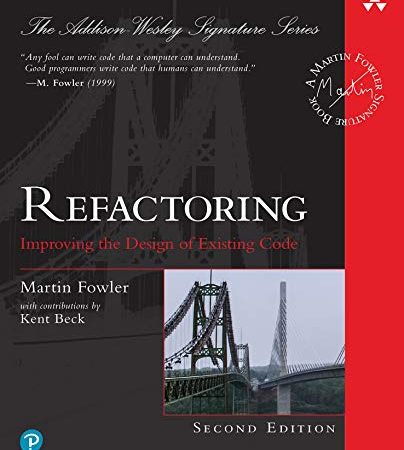 The Addison-Wesley Signature Series
"Any fool can write code that a computer can understand.
Good programmers write code that humans can understand."
—M. Fowler (1999)
A MARTIN FOWLER SIGNATURE BOOK
Martin
REFACTORING
Improving the Design of Existing Code
Martin Fowler
with contributions by
Kent Beck
SECOND EDITION
P